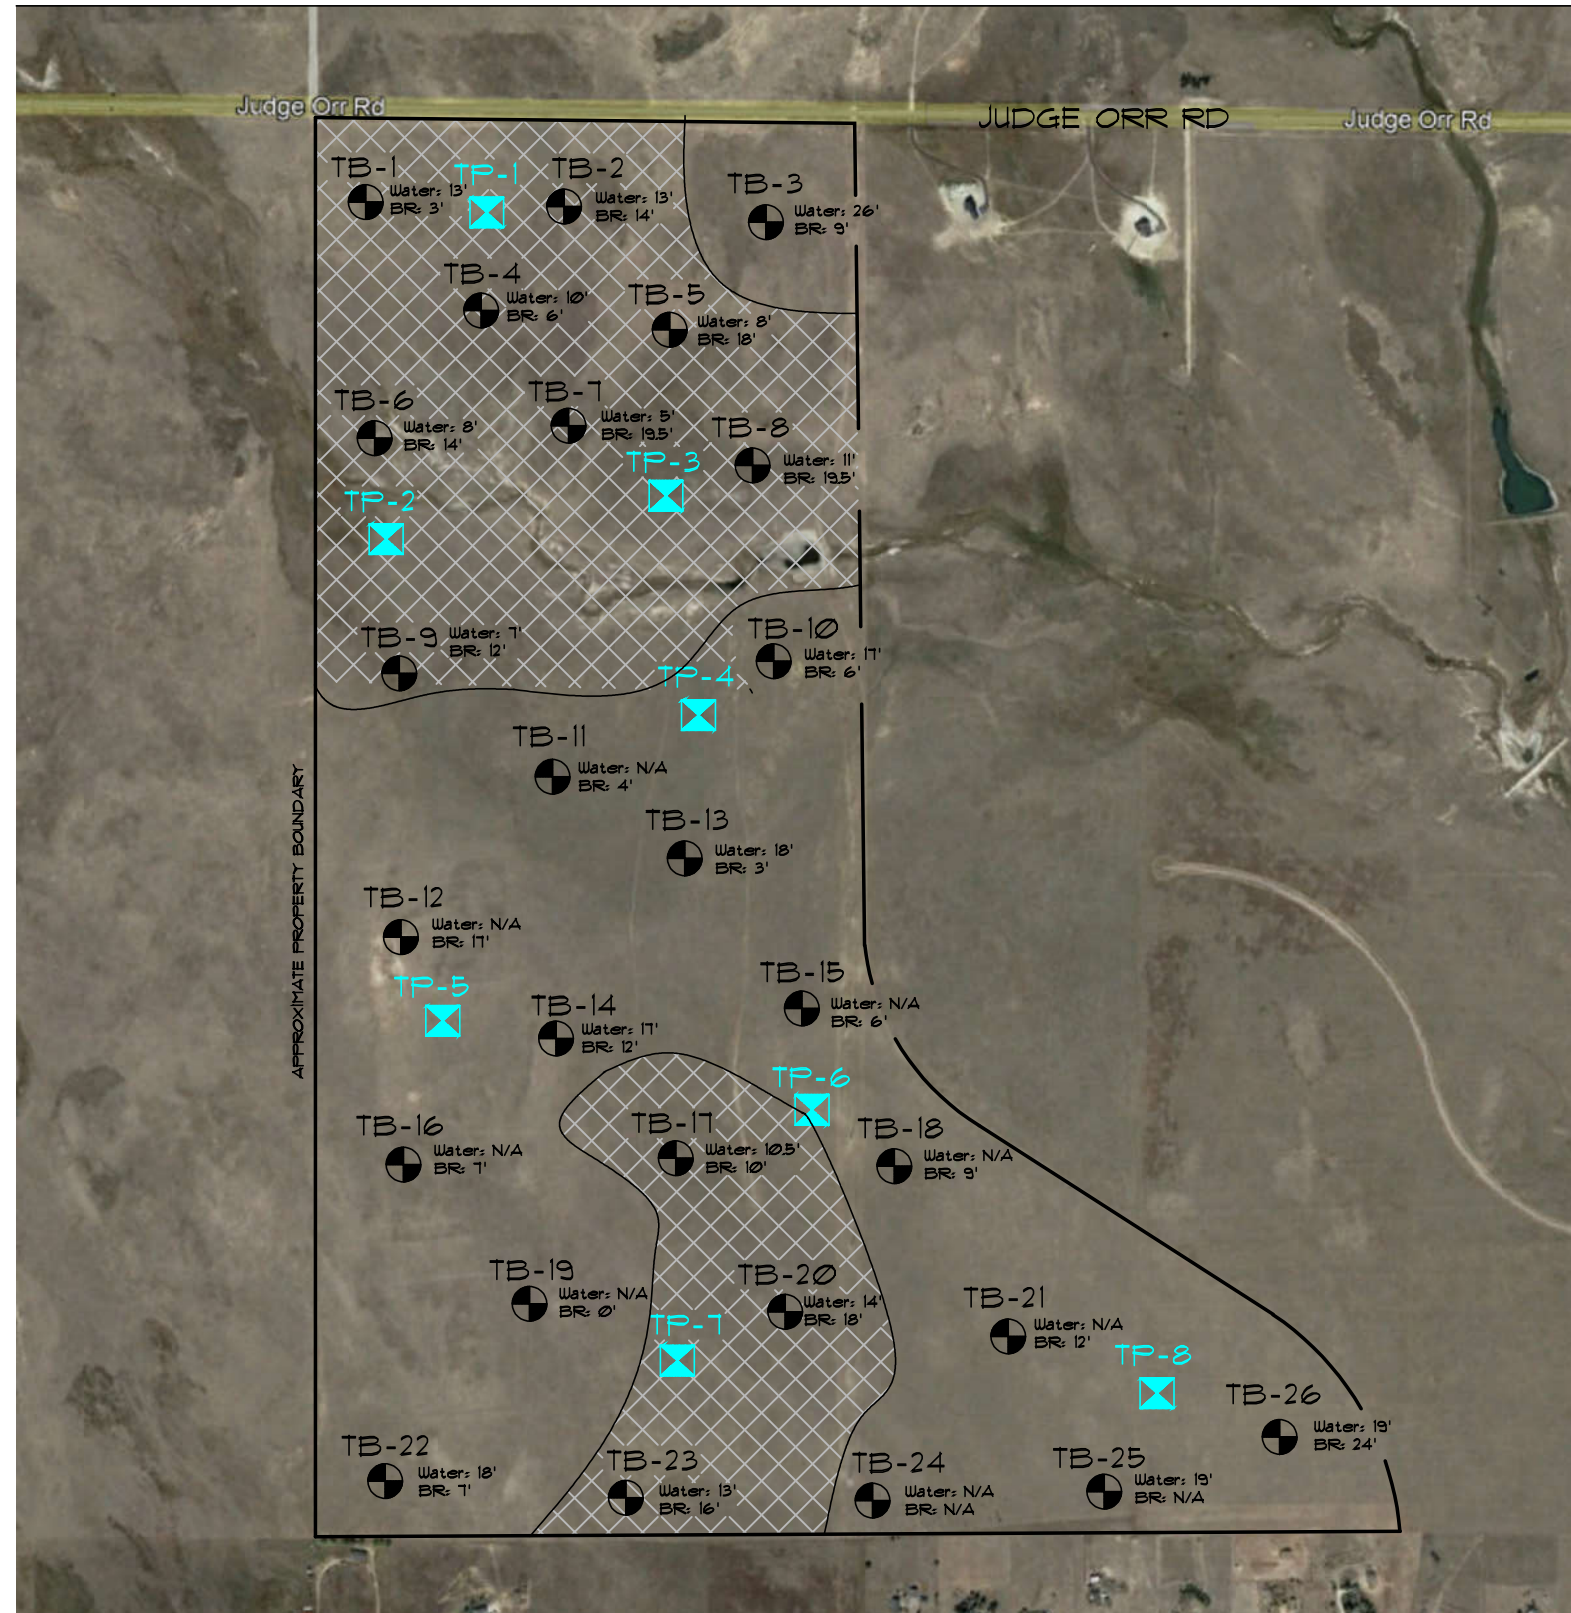 Judge Orr Rd
JUDGE ORR RD
Judge Orr Rd
TB-1
Water: 13'
BR: 3'
TP-1
TB-2
Water: 13'
BR: 14'
TB-3
Water: 26'
BR: 9'
TB-4
Water: 10'
BR: 6'
TB-5
Water: 8'
BR: 18'
TB-6
Water: 8'
BR: 14'
TB-7
Water: 5'
BR: 19.5'
TB-8
Water: 11'
BR: 19.5'
TP-3
TP-2
TB-9
Water: 7'
BR: 12'
TB-10
Water: 17'
BR: 6'
TP-4
TB-11
Water: N/A
BR: 4'
TB-13
Water: 18'
BR: 3'
APPROXIMATE PROPERTY BOUNDARY
TB-12
Water: N/A
BR: 17'
TP-5
TB-14
Water: 17'
BR: 12'
TB-15
Water: N/A
BR: 6'
TP-6
TB-16
Water: N/A
BR: 7'
TB-17
Water: 10.5'
BR: 10'
TB-18
Water: N/A
BR: 9'
TB-19
Water: N/A
BR: 0'
TB-20
Water: 14'
BR: 18'
TB-21
Water: N/A
BR: 12'
TP-7
TP-8
TB-26
Water: 19'
BR: 24'
TB-22
Water: 18'
BR: 7'
TB-23
Water: 13'
BR: 16'
TB-24
Water: N/A
BR: N/A
TB-25
Water: 19'
BR: N/A